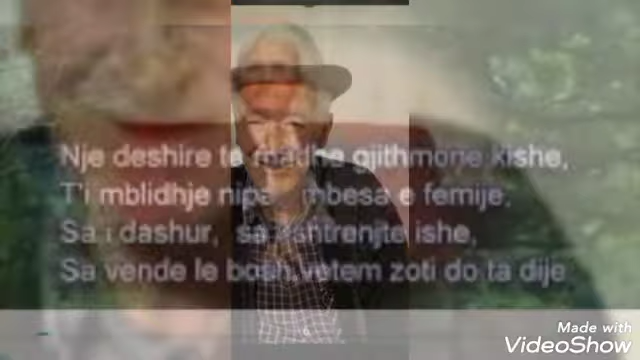 Nje deshire te madhe gjithmone kishe,
T'i mblidhje nipa, mbesa e femije.
Sa i dashur, sa i shtrenjte ishe,
Sa vende le bosh vetem zoti do ta dije
Made with
VideoShow